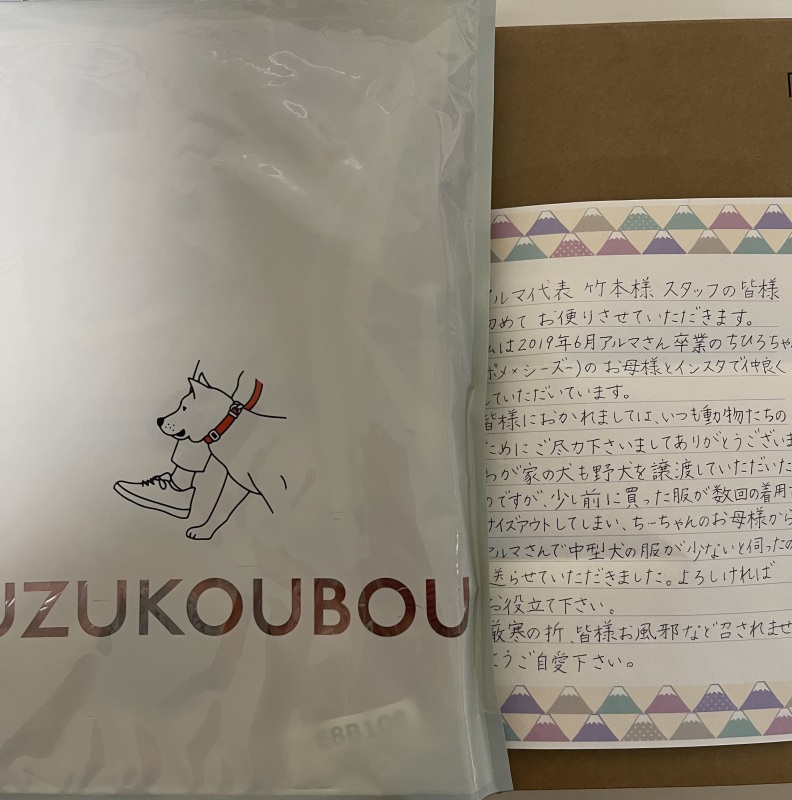 UZUKOUBOU
ルマイ代表 竹本様 スタッフの皆様
めて お便りさせていただきます。
は2019年6月アルマさん卒業のちひろちゃ
ポメ×シーズー)の お母様とインスタで仲良く
ていただいています。
皆様におかれましては、いつも動物たちの
ためにご尽力下さいましてありがとうございま
わが家の犬も野犬を譲渡していただいた
のですが、少し前に買った服が数回の着用で
サイズアウトしてしまい、ちーちゃんのお母様から
アルマさんで中型犬の服が少ないと伺ったの
送らせていただきました。よろしければ
お役立て下さい。
厳寒の折、皆様お風邪など召されませ
ようご自愛下さい。